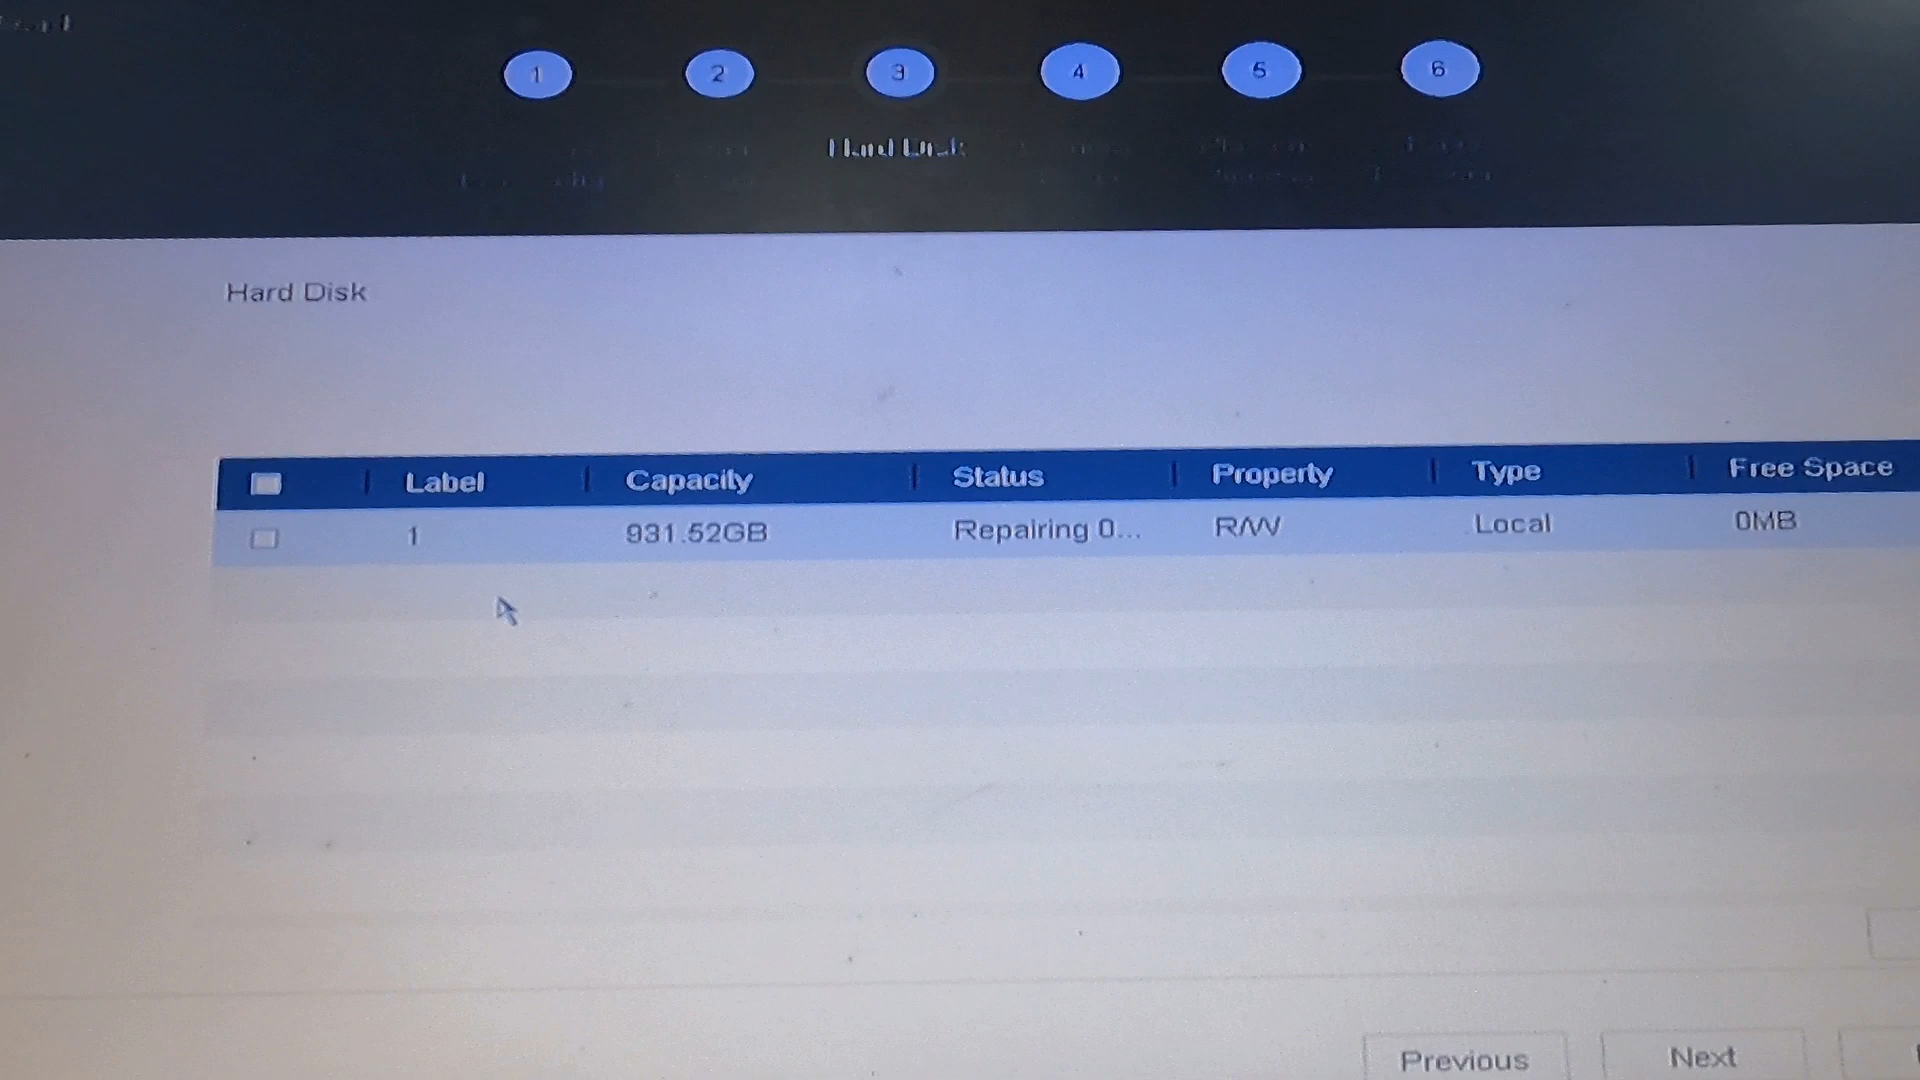 1 2 3 4 5 6
Hard Disk
Hard Disk
Label Capacity Status Property Type Free Space
1 931.52GB Repairing 0... R/W Local 0MB
Previous Next